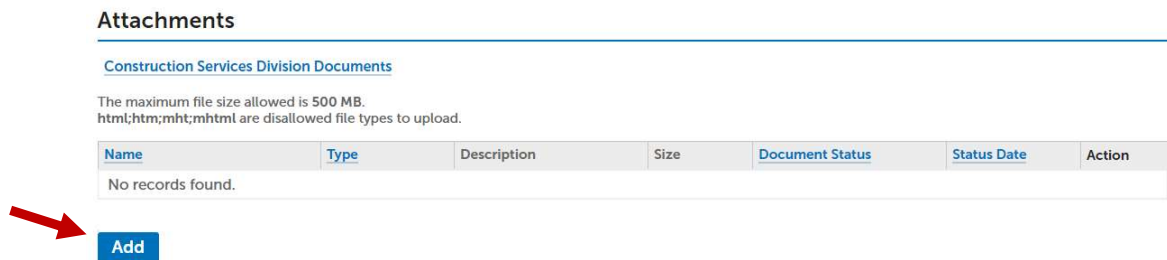 Attachments
Construction Services Division Documents
The maximum file size allowed is 500 MB.
html;htm;mht;mhtml are disallowed file types to upload.
Name Type Description Size Document Status Status Date Action
No records found.
Add